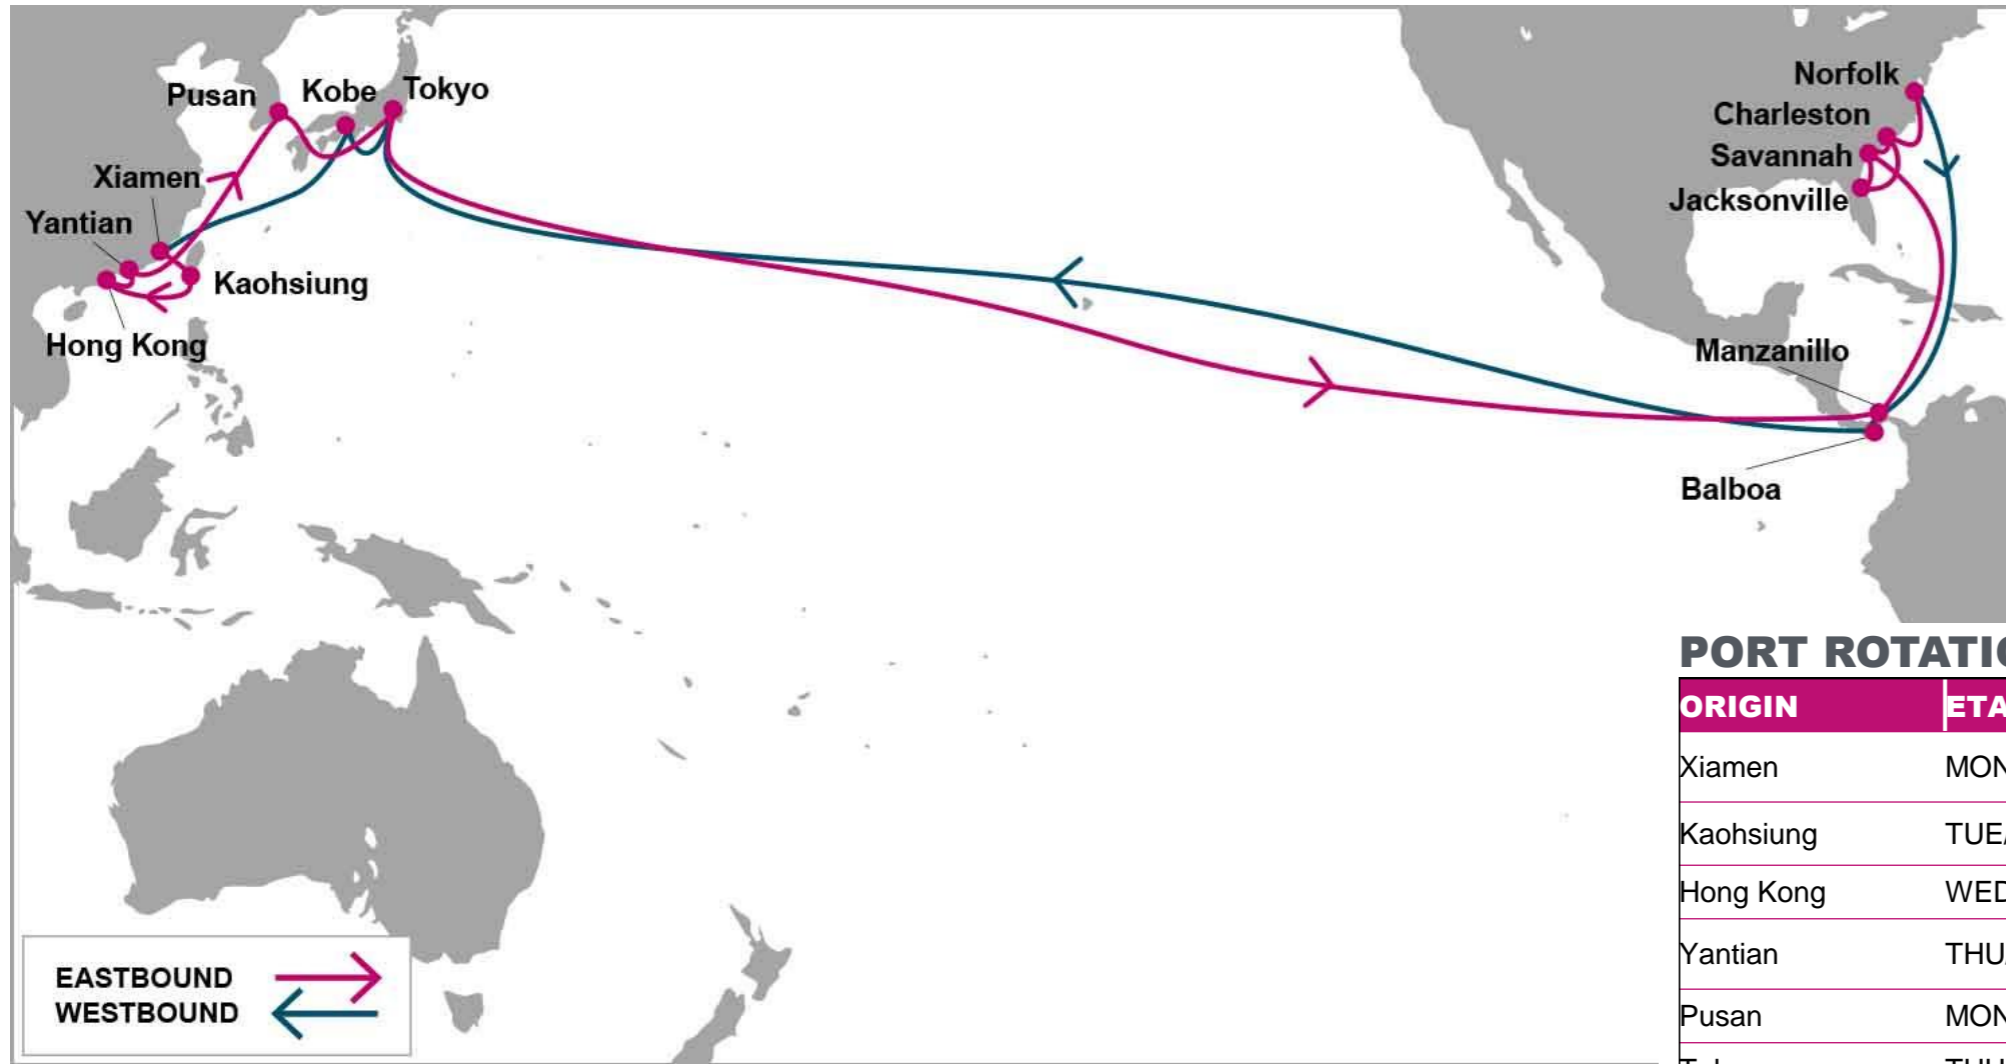 Norfolk
Pusan
Kobe
Tokyo
Charleston
Savannah
Xiamen
Jacksonville
Yantian
Kaohsiung
Hong Kong
Manzanillo
Balboa
PORT ROTATI
ORIGIN ETA
Xiamen MON
Kaohsiung TUE
Hong Kong WED
Yantian THU
Pusan MON
EASTBOUND
WESTBOUND